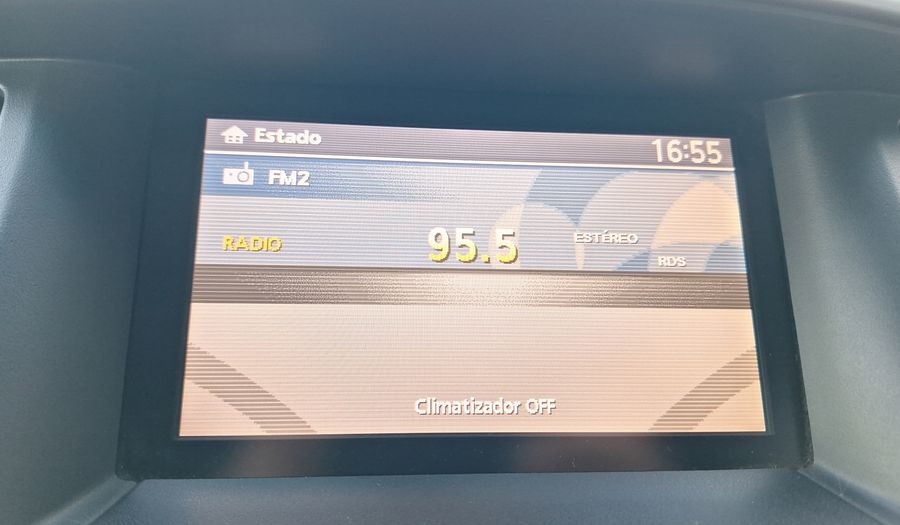 Estado 16:55
FM2
RADIO 95.5 ESTÉREO
RDS
Climatizador OFF